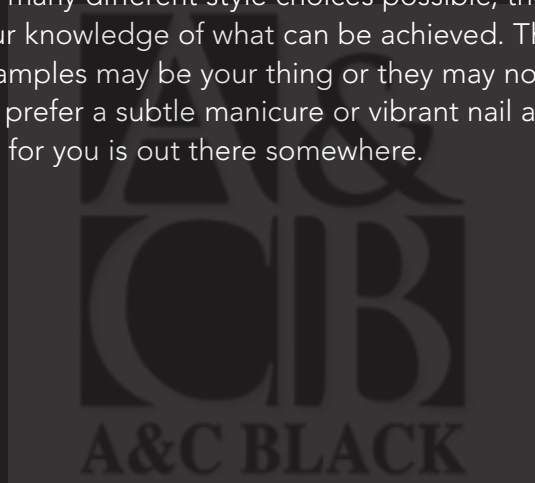 many different style choices possible, th
ur knowledge of what can be achieved. Th
amples may be your thing or they may no
prefer a subtle manicure or vibrant nail a
for you is out there somewhere.
A&
CB
A&C BLACK